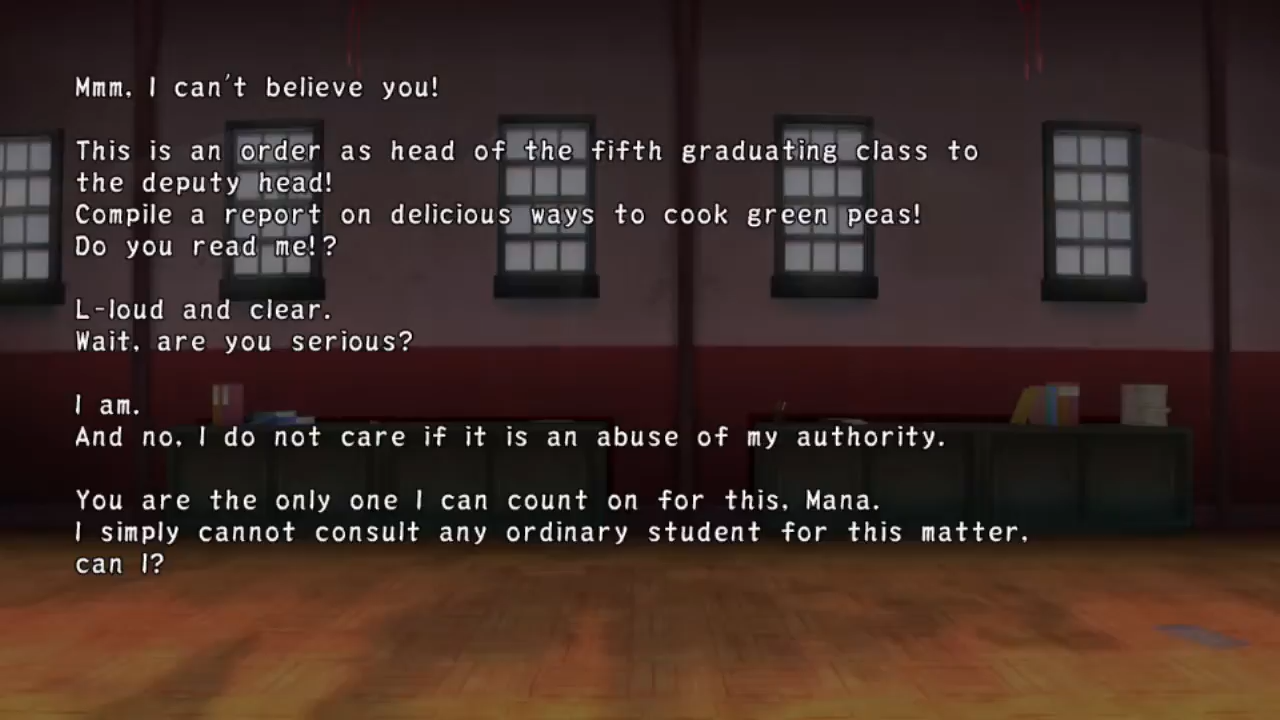 Mmm, I can't believe you!
This is an order as head of the fifth graduating class to
the deputy head!
Compile a report on delicious ways to cook green peas!
Do you read me!?
L-loud and clear.
Wait, are you serious?
I am.
And no, I do not care if it is an abuse of my authority.
You are the only one I can count on for this, Mana.
I simply cannot consult any ordinary student for this matter,
can I?